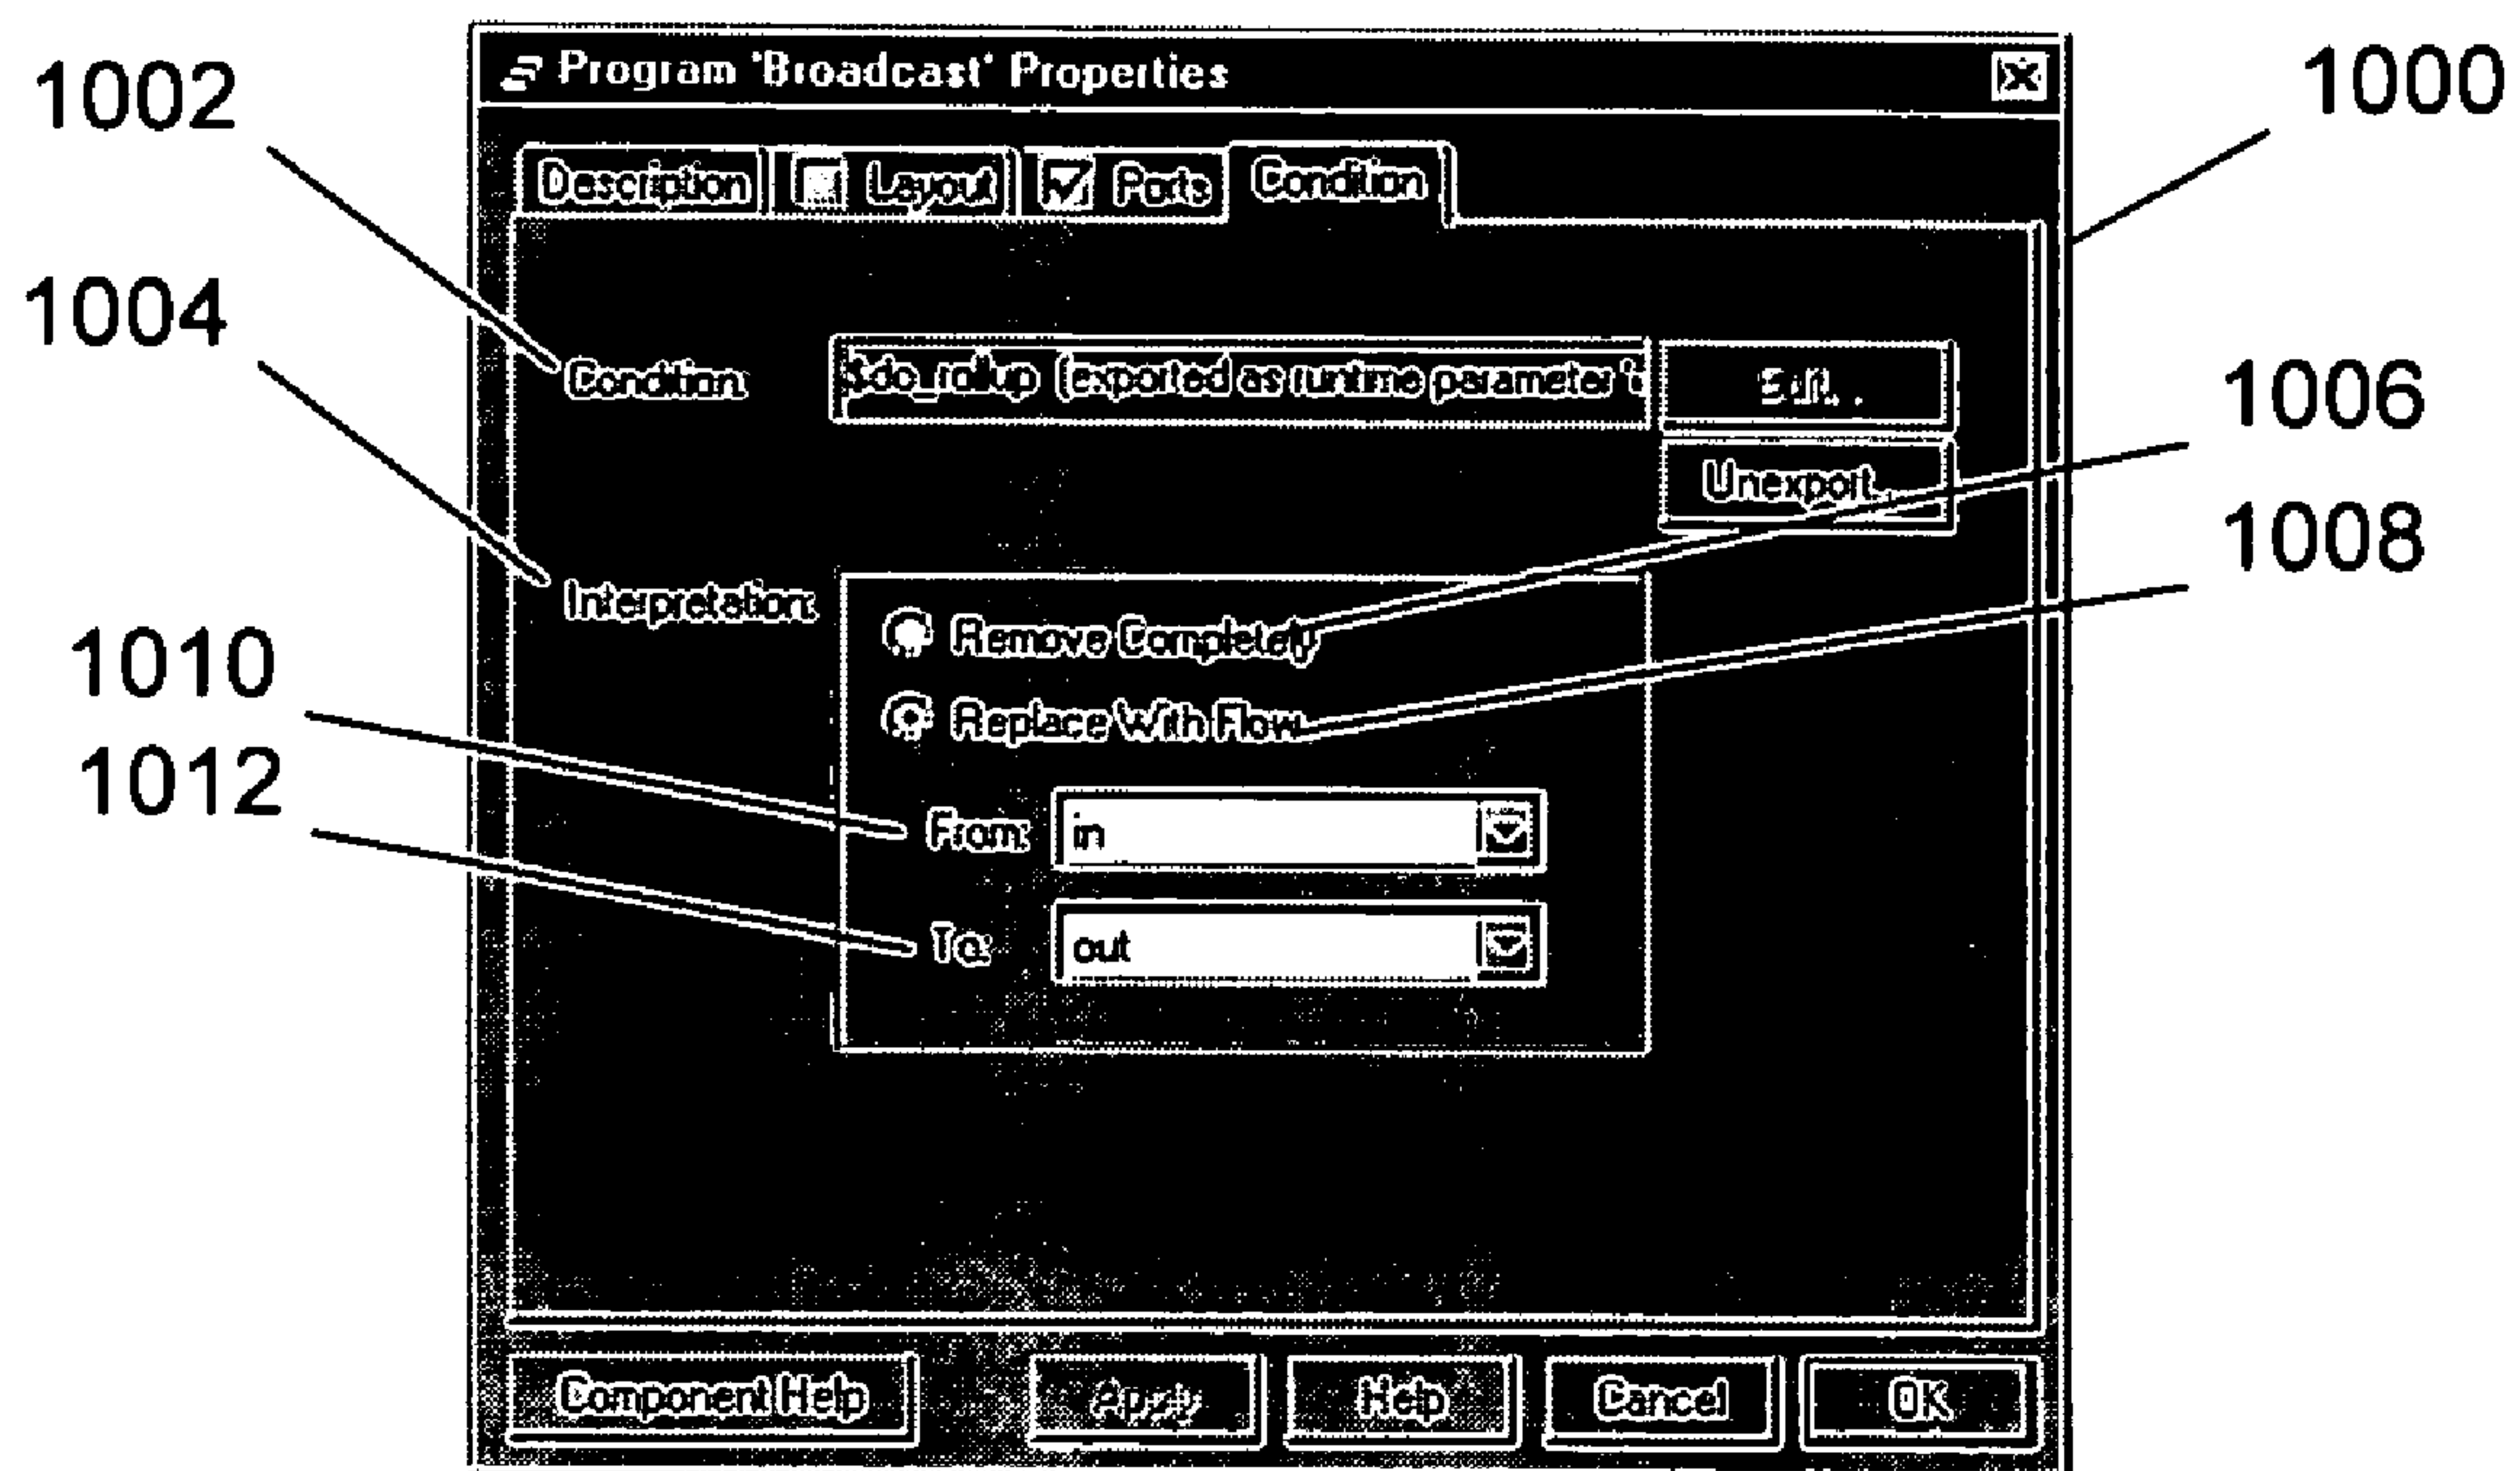 Program 'Broadcast' Properties
1002
1000
Description Layout Ports Condition
1004
Condition: $do_rollup (exported as runtime parameter
1006
Unexport...
1008
Interpretation:
Remove Completely
1010
Replace With Flow
1012
From: in
To: out
Component Help Apply Help Cancel OK